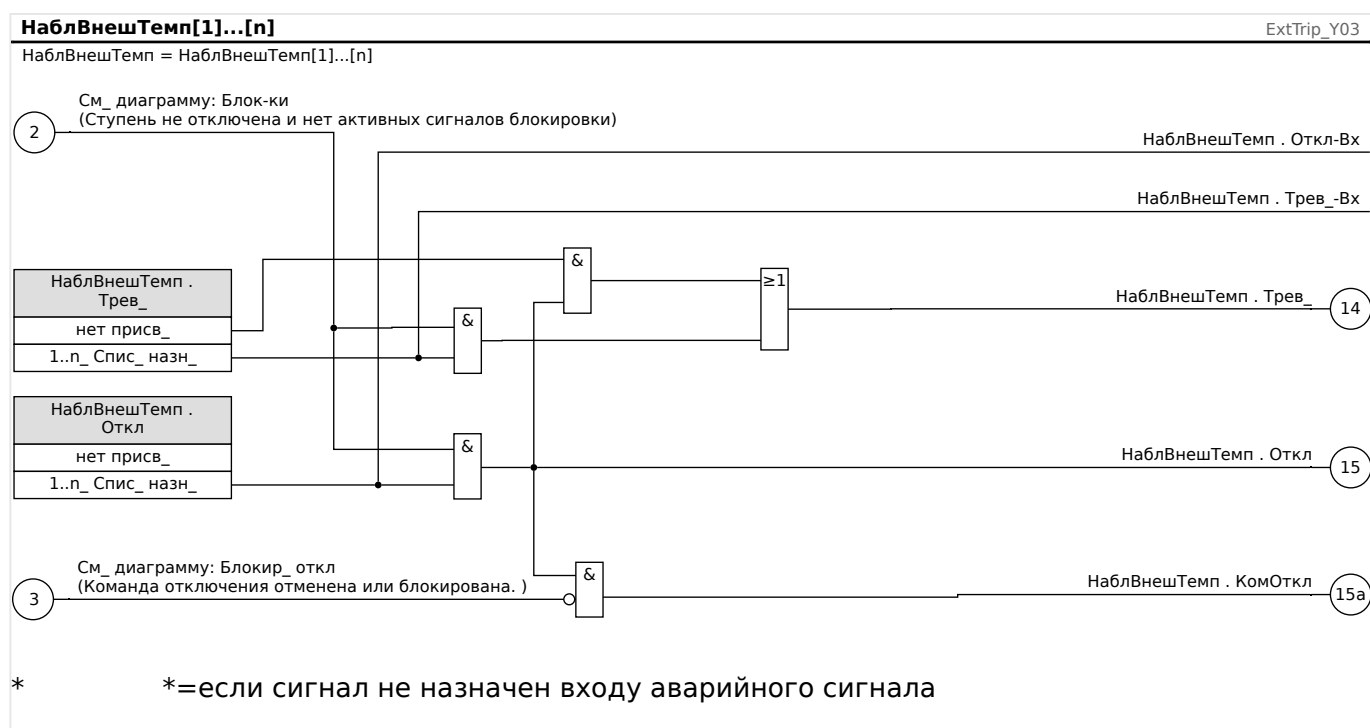 НаблВнешТемп[1]...[n]
ExtTrip_Y03
НаблВнешТемп = НаблВнешТемп[1]...[n]
См_ диаграмму: Блок-ки
(Ступень не отключена и нет активных сигналов блокировки)
2
НаблВнешТемп . Откл-Вх
НаблВнешТемп . Трев_-Вх
&
НаблВнешТемп .
Трев_
≥1
НаблВнешТемп . Трев_
14
нет присв_
&
1..n_ Спис_ назн_
НаблВнешТемп .
Откл
&
нет присв_
НаблВнешТемп . Откл
15
1..n_ Спис_ назн_
См_ диаграмму: Блокир_ откл
(Команда отключения отменена или блокирована. )
3
&
НаблВнешТемп . КомОткл
15a
* *=если сигнал не назначен входу аварийного сигнала